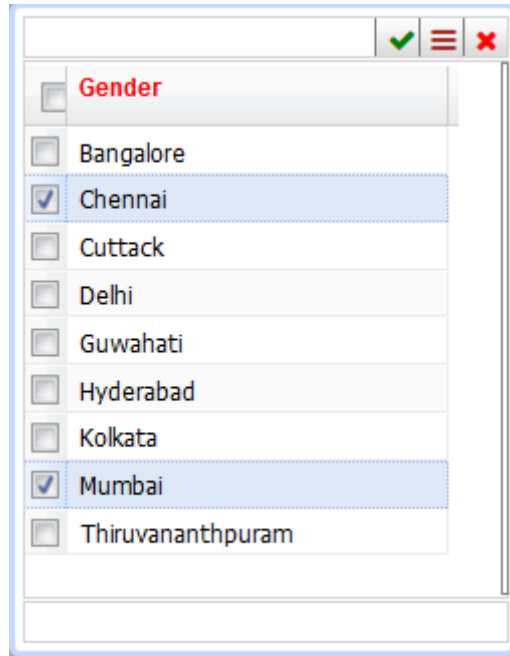 Gender
Bangalore
Chennai
Cuttack
Delhi
Guwahati
Hyderabad
Kolkata
Mumbai
Thiruvananthpuram